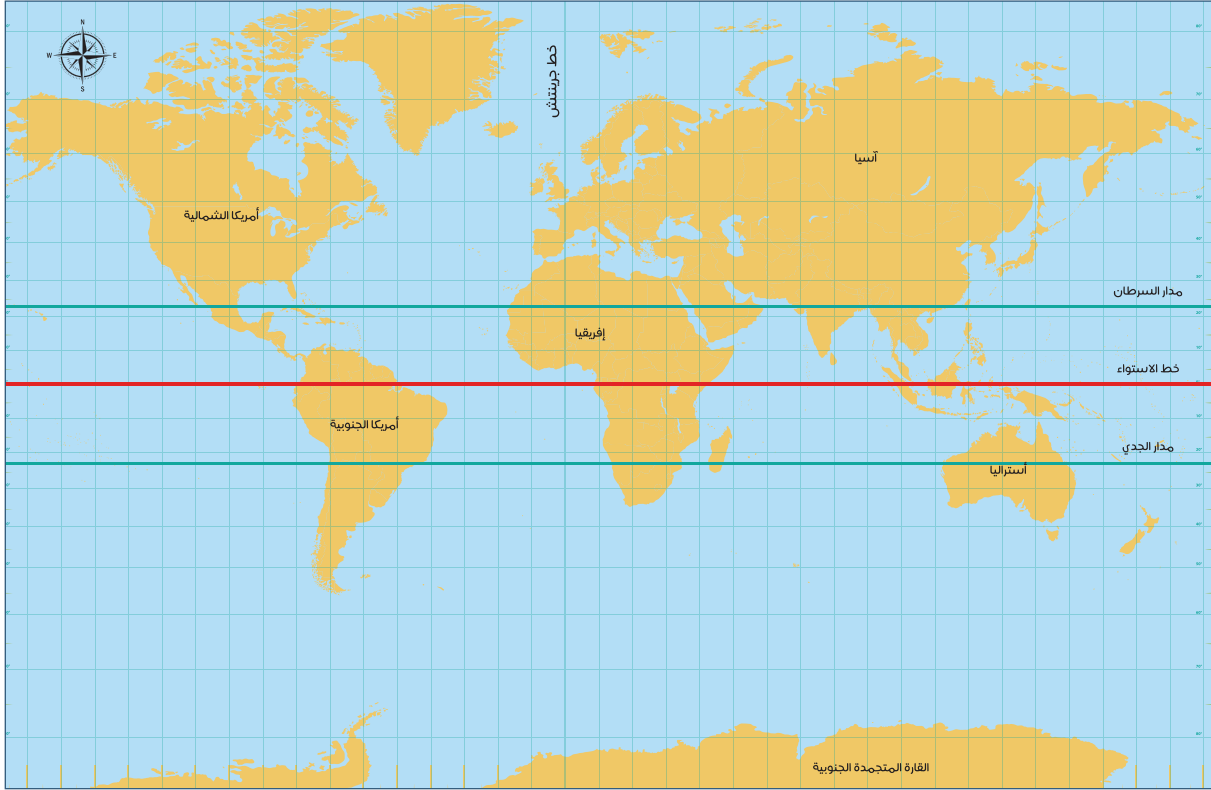 N
W
E
S
خط جرينتش
آسيا
أمريكا الشمالية
مدار السرطان
إفريقيا
خط الاستواء
أمريكا الجنوبية
مدار الجدي
أستراليا
القارة المتجمدة الجنوبية